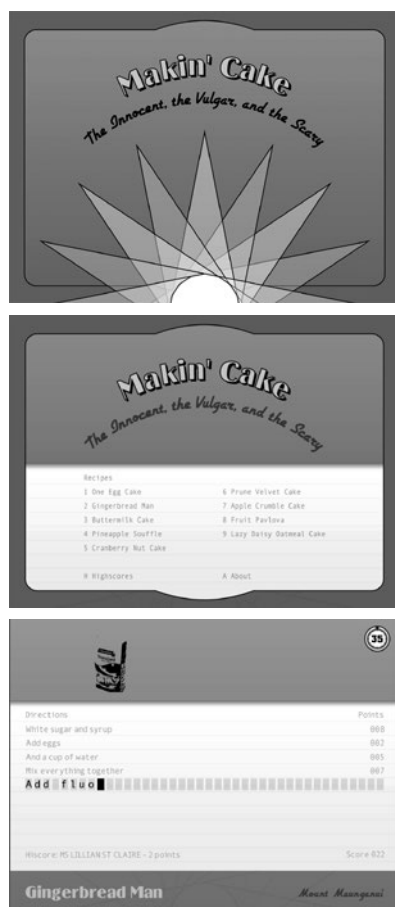 Makin' Cake
The Innocent, the Vulgar, and the Scary
Makin' Cake
The Innocent, the Vulgar, and the Scary
Recipes
1 One Egg Cake
6 Prune Velvet Cake
2 Gingerbread Man
7 Apple Crumble Cake
3 Buttermilk Cake
8 Fruit Pavlova
4 Pineapple Souffle
9 Lazy Daisy Oatmeal Cake
5 Cranberry Nut Cake
H Highscores
A About
35
Directions
Points
White sugar and syrup
008
Add eggs
002
And a cup of water
005
Mix everything together
007
Add fluo
Hiscore: MS LILLIAN ST CLAIRE - 2 points
Score 022
Gingerbread Man
Mount Maunganui